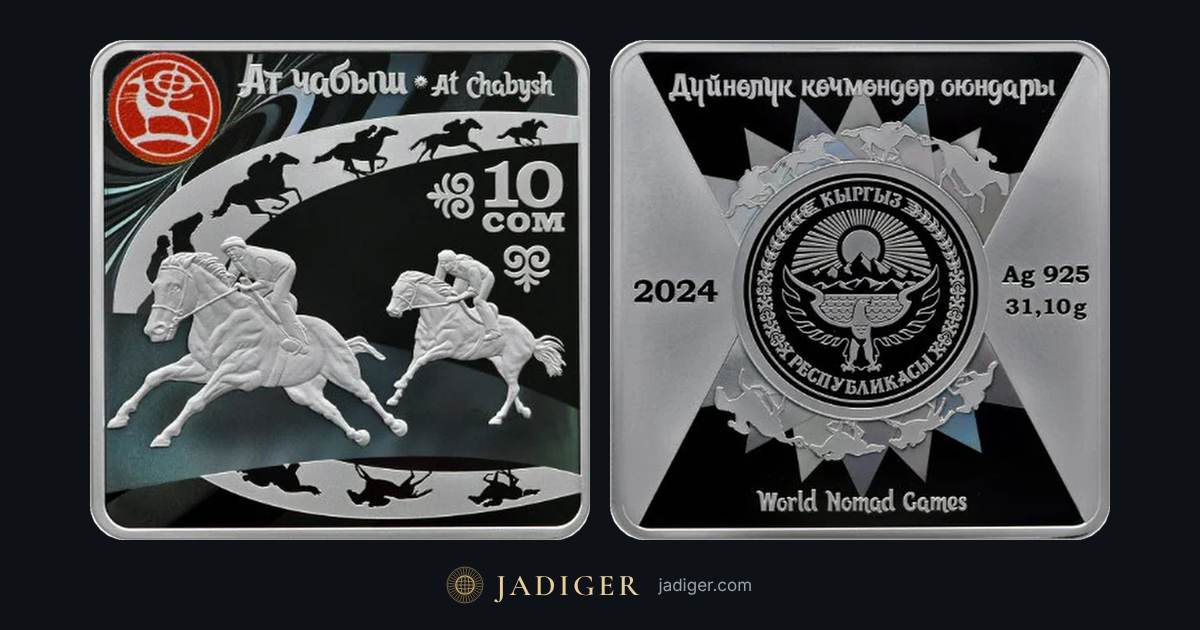 Ат чабыш * At Chabysh
10
СОМ
Дүйнөлүк көчмөндөр оюндары
КЫРГЫЗ
РЕСПУБЛИКАСЫ
2024
Ag 925
31,10g
World Nomad Games
JADIGER
jadiger.com